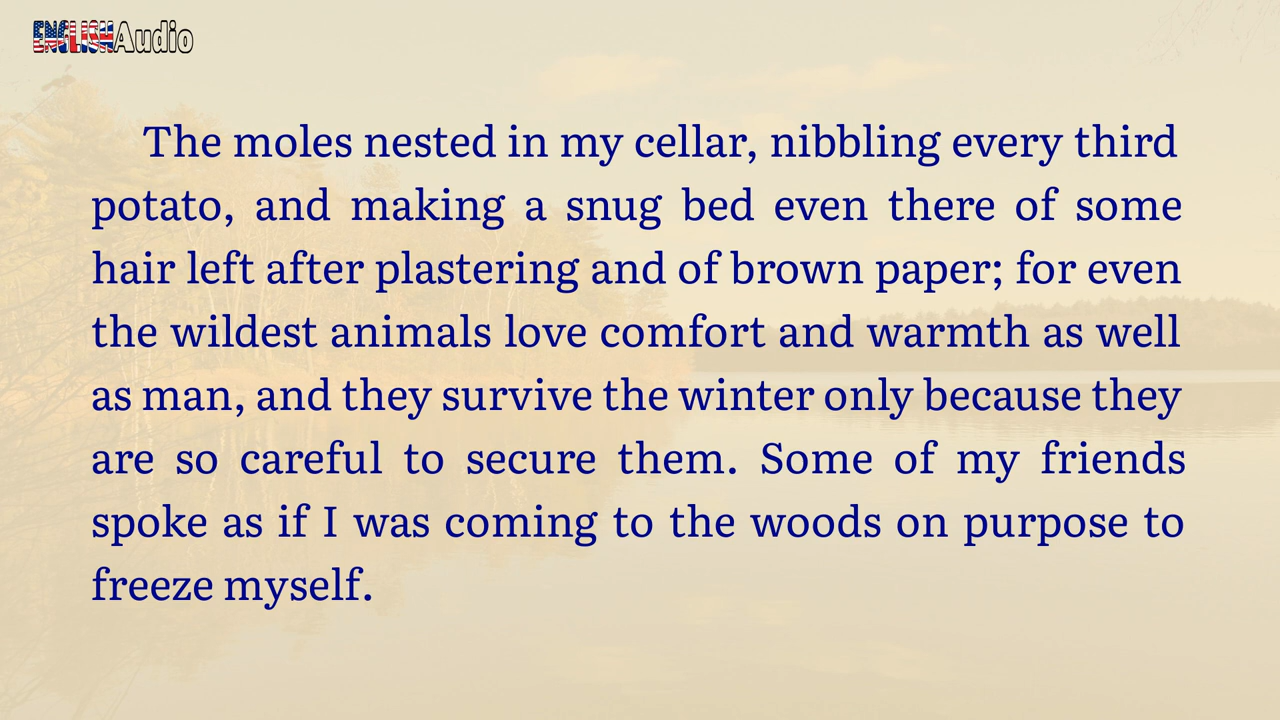 ENGLISHAudio
The moles nested in my cellar, nibbling every third
potato, and making a snug bed even there of some
hair left after plastering and of brown paper; for even
the wildest animals love comfort and warmth as well
as man, and they survive the winter only because they
are so careful to secure them. Some of my friends
spoke as if I was coming to the woods on purpose to
freeze myself.